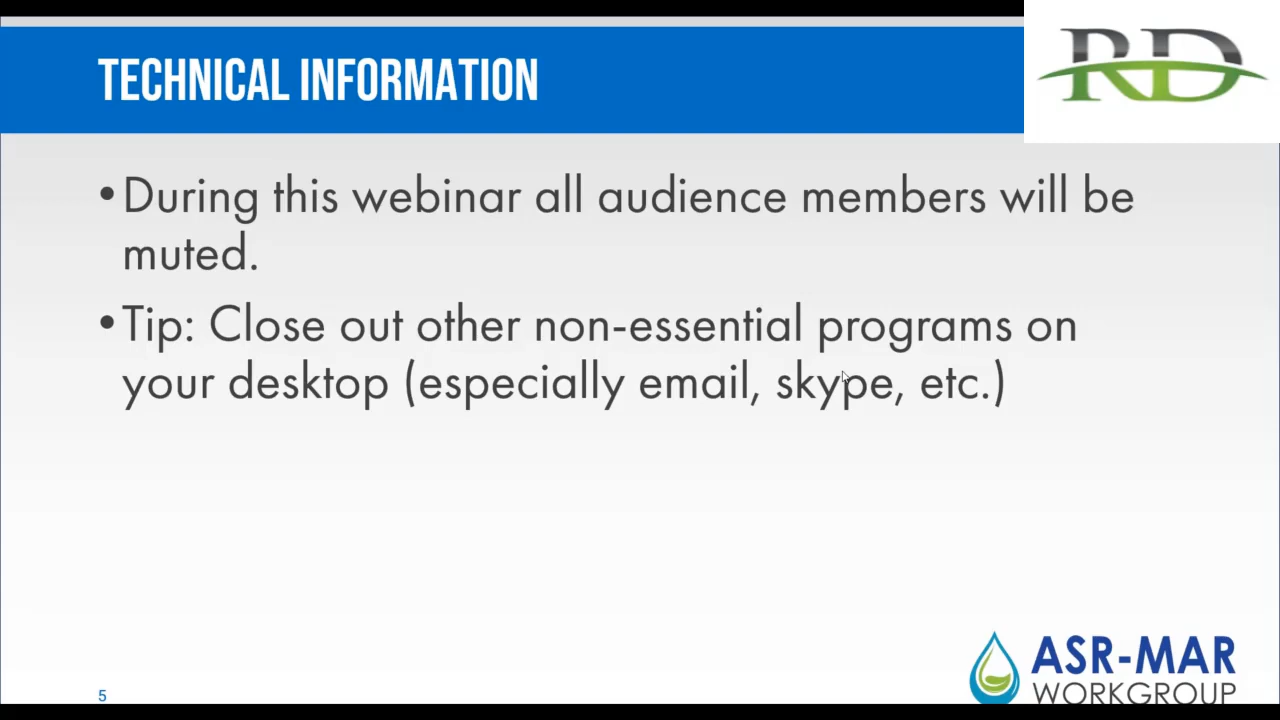 TECHNICAL INFORMATION
RD
•During this webinar all audience members will be
muted.
•Tip: Close out other non-essential programs on
your desktop (especially email, skype, etc.)
5
ASR-MAR
WORKGROUP